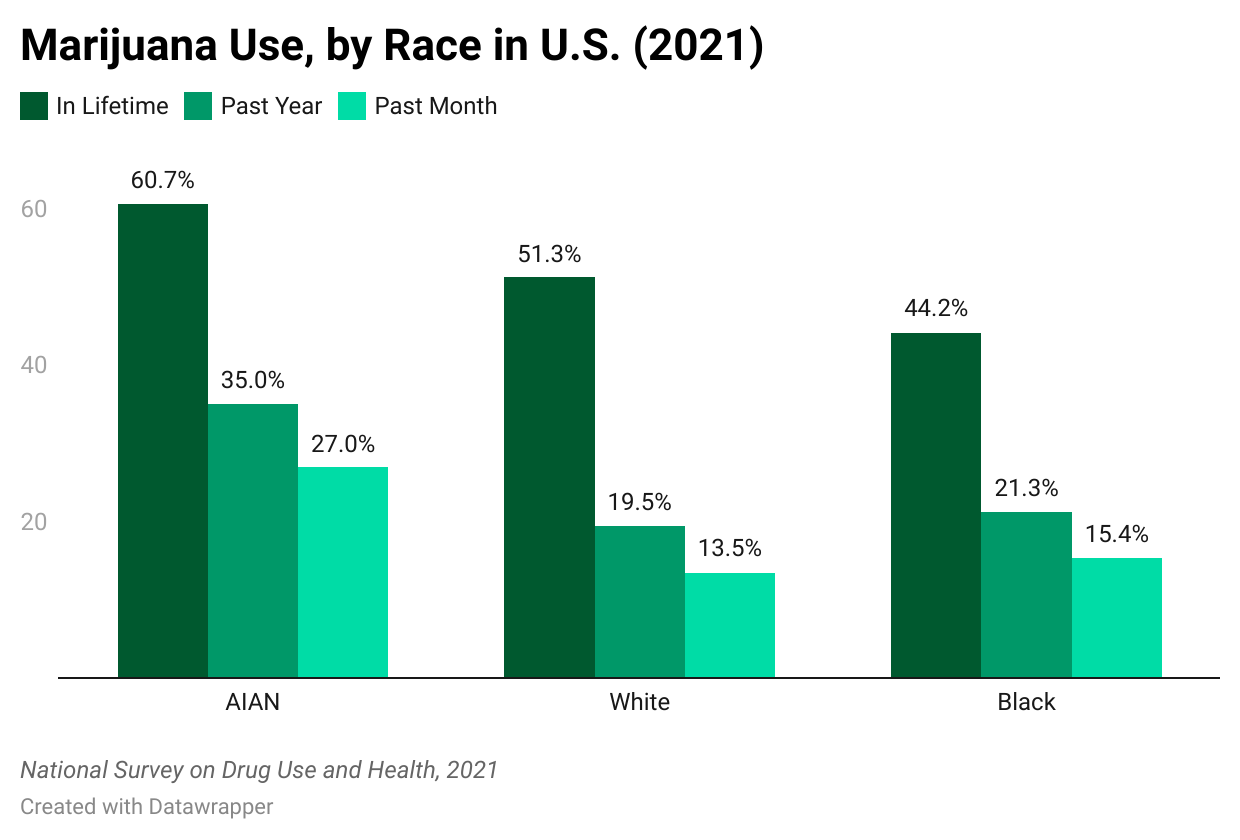 Marijuana Use, by Race in U.S. (2021)
In Lifetime Past Year Past Month
60.7%
60
51.3%
44.2%
40
35.0%
27.0%
21.3%
20
19.5%
15.4%
13.5%
AIAN White Black
National Survey on Drug Use and Health, 2021
Created with Datawrapper